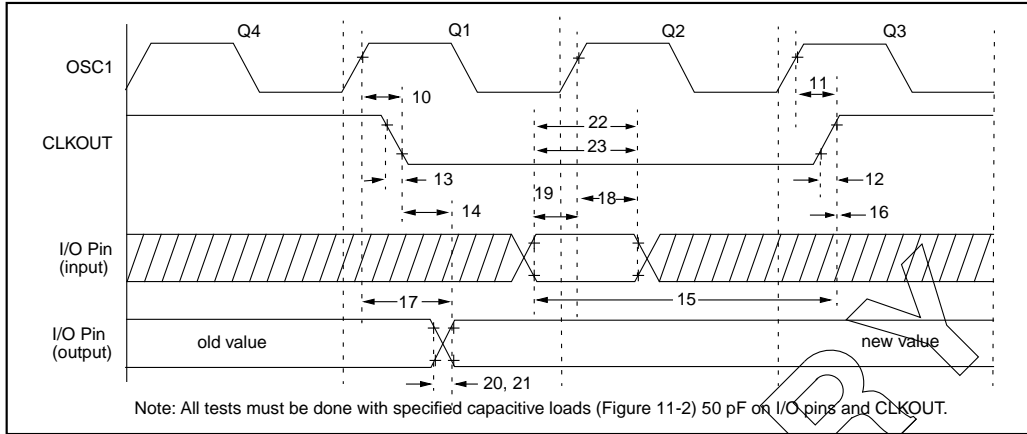 Q4 Q1 Q2 Q3
OSC1
10 11
22
CLKOUT
23
13 19 18 12
14 16
I/O Pin
(input)
17 15
I/O Pin
(output)
old value new value
20, 21
Note: All tests must be done with specified capacitive loads (Figure 11-2) 50 pF on I/O pins and CLKOUT.
R Y